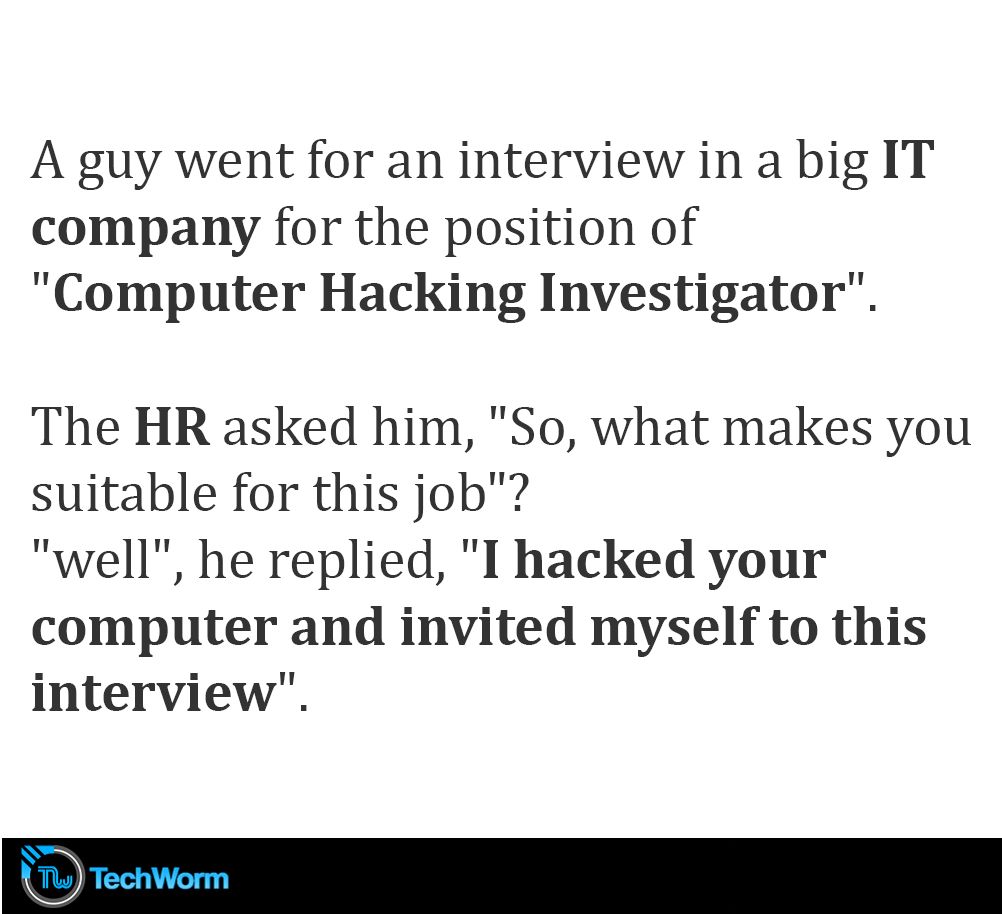 A guy went for an interview in a big IT
company for the position of
"Computer Hacking Investigator".
The HR asked him, "So, what makes you
suitable for this job"?
"well", he replied, "I hacked your
computer and invited myself to this
interview".
TW TechWorm